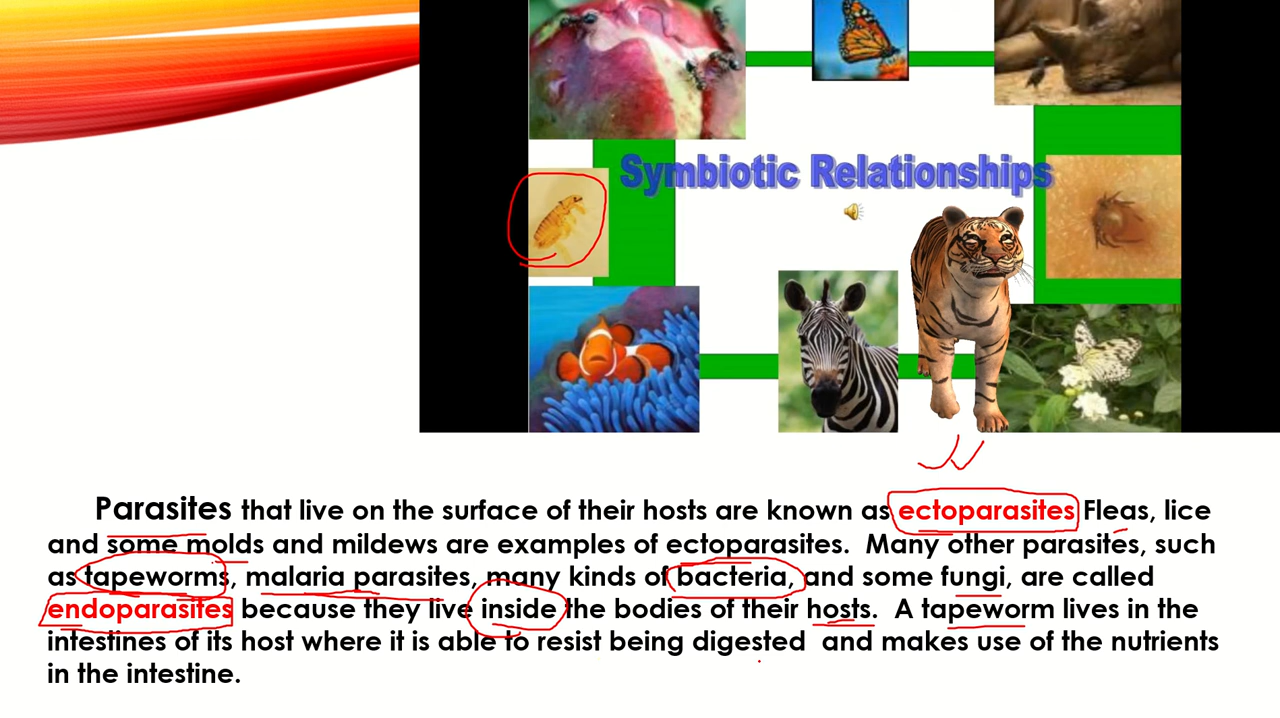 Symbiotic Relationships
Parasites that live on the surface of their hosts are known as ectoparasites Fleas, lice
and some molds and mildews are examples of ectoparasites. Many other parasites, such
as tapeworms, malaria parasites, many kinds of bacteria, and some fungi, are called
endoparasites because they live inside the bodies of their hosts. A tapeworm lives in the
intestines of its host where it is able to resist being digested and makes use of the nutrients
in the intestine.